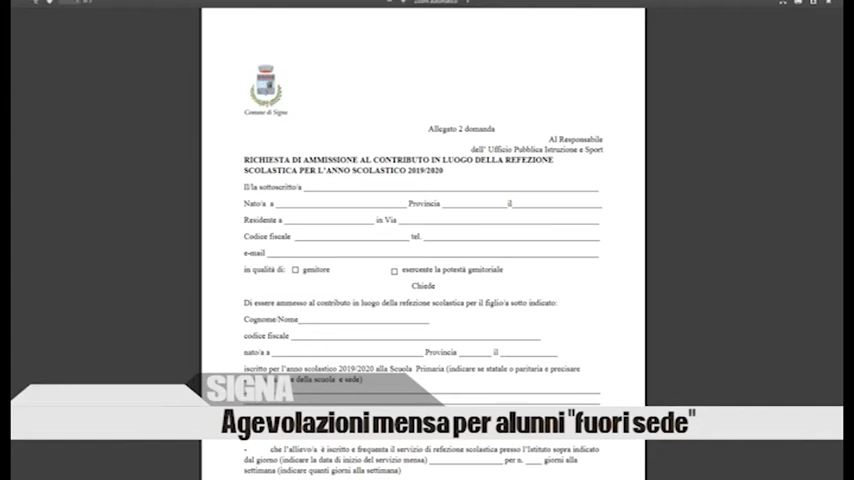 Comune di Signa
Allegato 2 domanda
Al Responsabile
dell' Ufficio Pubblica Istruzione e Sport
RICHIESTA DI AMMISSIONE AL CONTRIBUTO IN LUOGO DELLA REFEZIONE
SCOLASTICA PER L'ANNO SCOLASTICO 2019/2020
Il/la sottoscritto/a
Nato/a a Provincia il
Residente a in Via
Codice fiscale tel.
e-mail
in qualità di: genitore esercente la potestà genitoriale
Chiede
Di essere ammesso al contributo in luogo della refezione scolastica per il figlio/a sotto indicato:
Cognome/Nome
codice fiscale
nato/a a Provincia il
iscritto per l'anno scolastico 2019/2020 alla Scuola Primaria (indicare se statale o paritaria e precisare
della scuola e sede)
SIGNA
Agevolazioni mensa per alunni "fuori sede"
- che l'allievo/a è iscritto e frequenta il servizio di refezione scolastica presso l'Istituto sopra indicato
dal giorno (indicare la data di inizio del servizio mensa) per n. giorni alla
settimana (indicare quanti giorni alla settimana)